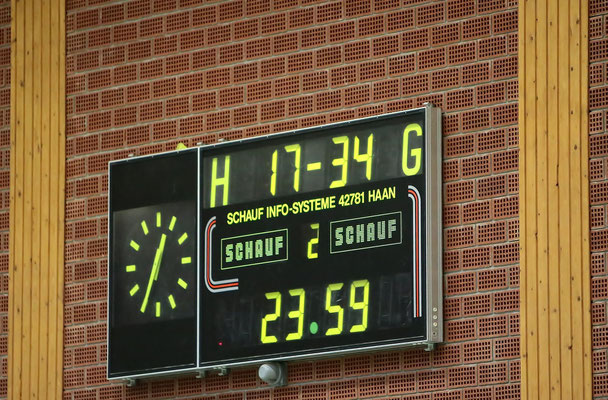 H 17-34 G
SCHAUF INFO-SYSTEME 42781 HAAN
SCHAUF 2 SCHAUF
23.59